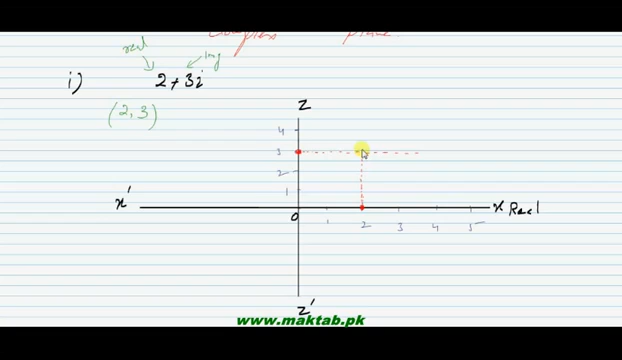 Complex plane
real Img
i) 2 + 3i
(2, 3)
Z
4
3
2
1
x' 0 x Real
1 2 3 4 5
Z'
www.maktab.pk